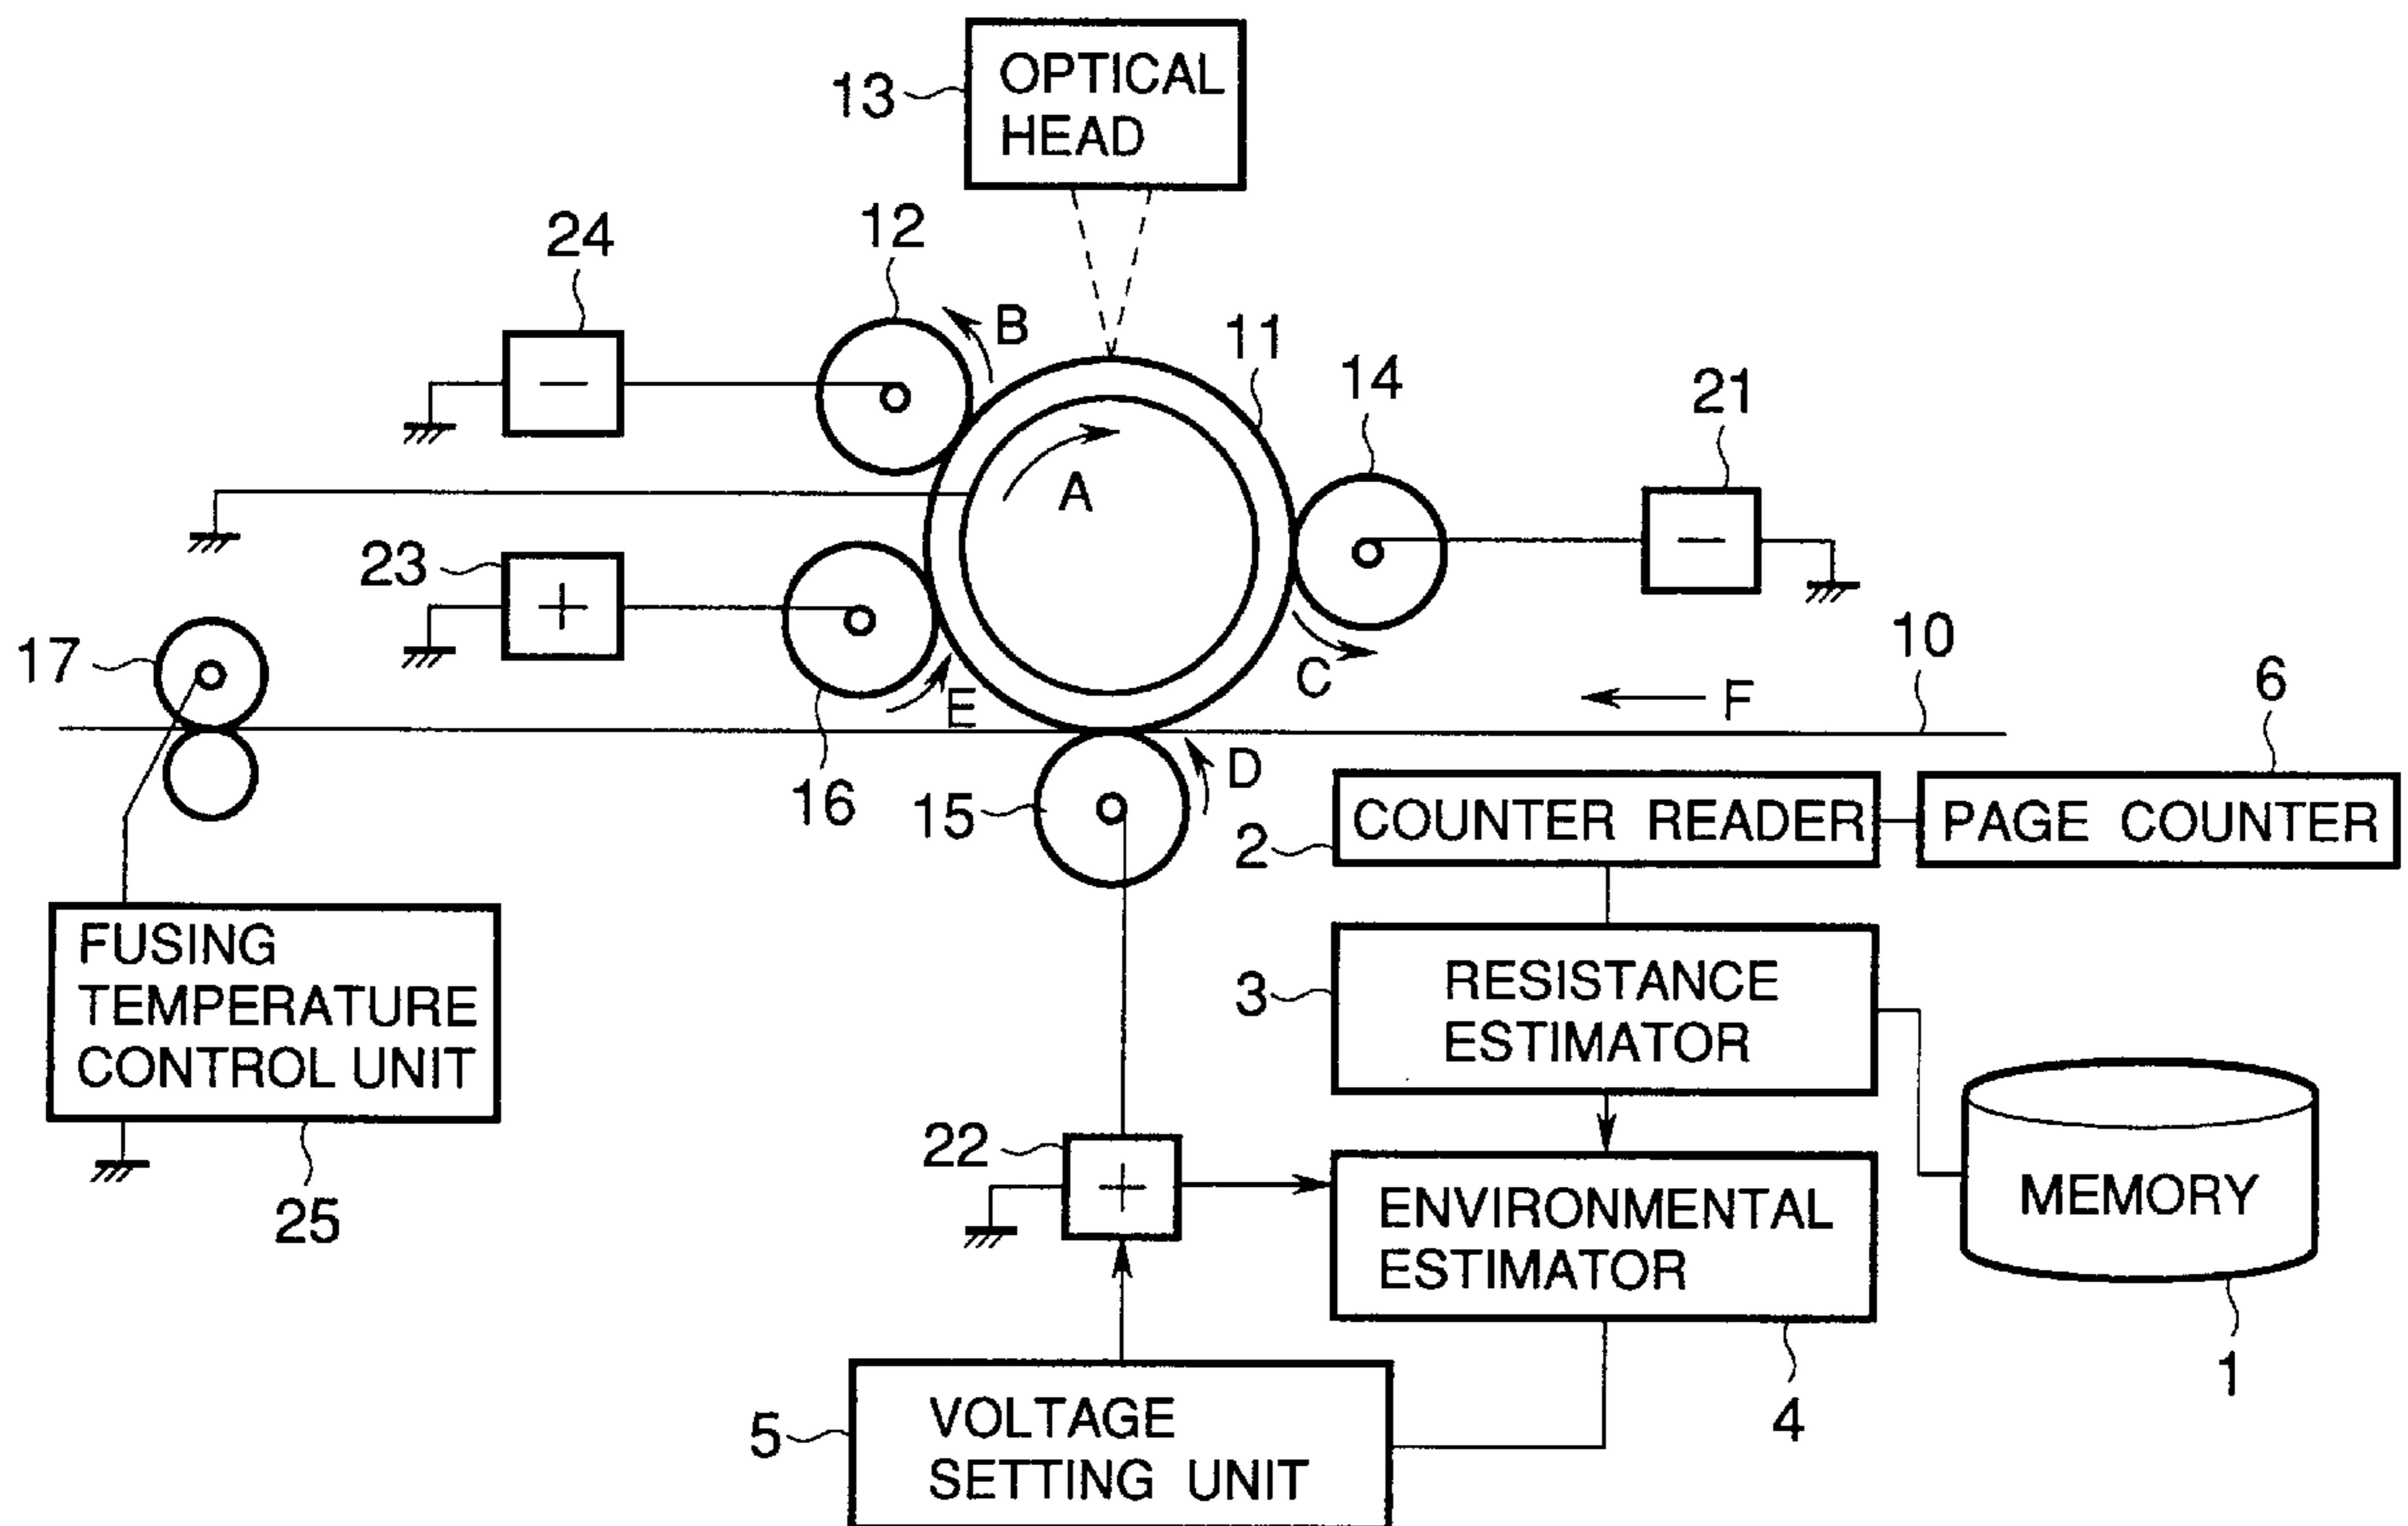 OPTICAL
HEAD
13
12
24
B
11
14
21
A
23
17
10
C
6
E
F
D
16
15
2
COUNTER READER
PAGE COUNTER
FUSING
TEMPERATURE
CONTROL UNIT
3
RESISTANCE
ESTIMATOR
22
25
ENVIRONMENTAL
ESTIMATOR
MEMORY
1
4
5
VOLTAGE
SETTING UNIT
−
+
−
+